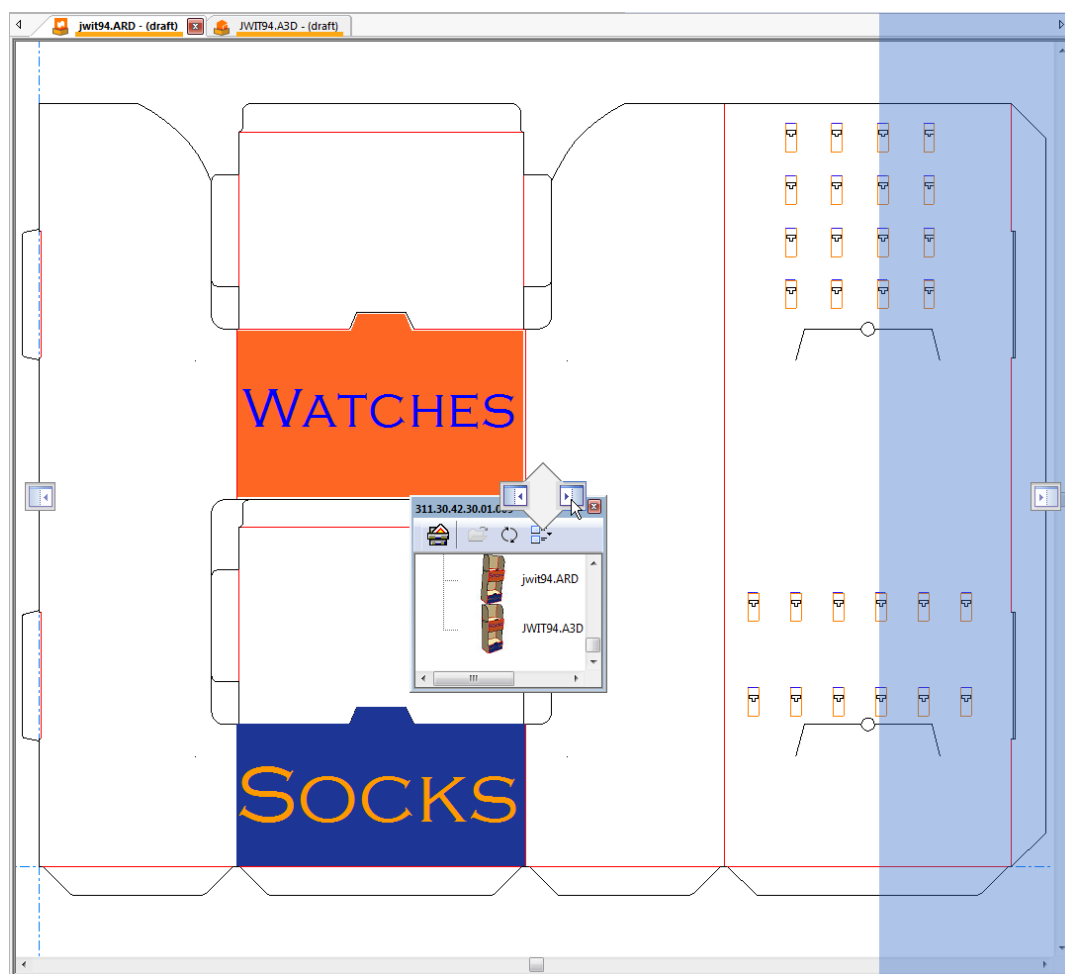 jwit94.ARD - (draft)
JWIT94.A3D - (draft)
WATCHES
311.30.42.30.01.0
jwit94.ARD
JWIT94.A3D
SOCKS